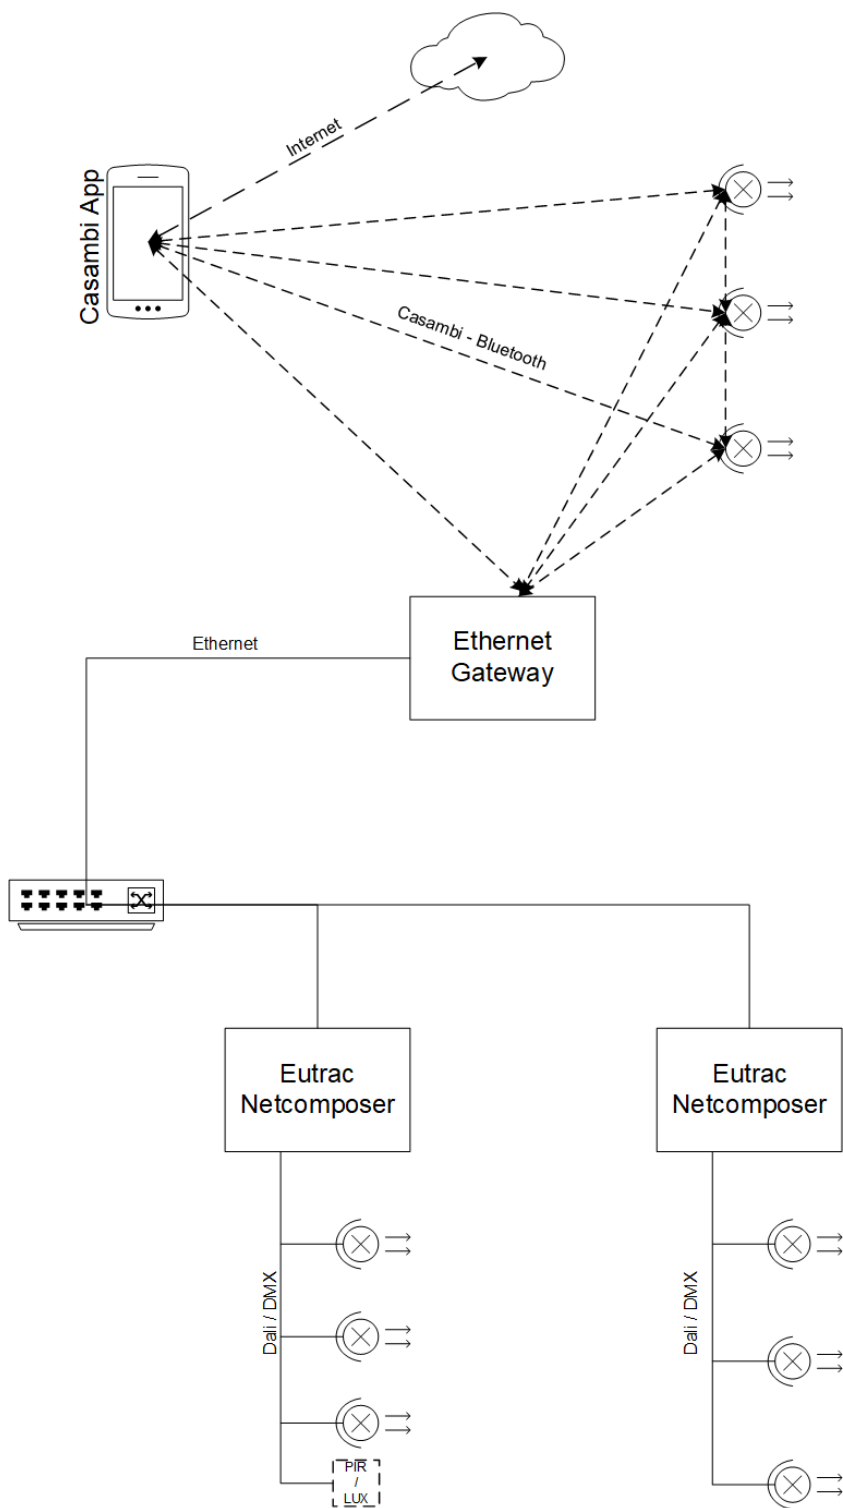 Internet
Casambi App
Casambi - Bluetooth
Ethernet
Gateway
Ethernet
Eutrac
Netcomposer
Eutrac
Netcomposer
Dali / DMX
Dali / DMX
PIR
/
LUX